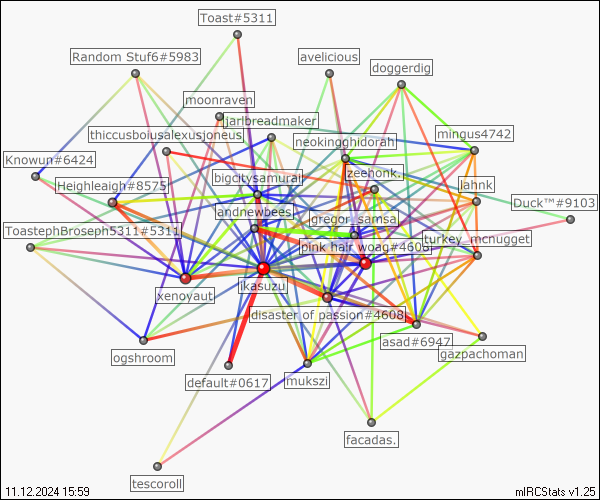 Toast#5311
Random Stuf6#5983
avelicious
doggerdig
moonraven
jarlbreadmaker
thiccusboiusalexusjoneus
neokingghidorah
mingus4742
Knowun#6424
zeehonk.
bigcitysamurai
Heighleaigh#8575
lahnk
Duck™#9103
andnewbees
gregor_samsa
ToastephBroseph5311#5311
pink hair woag#4608
turkey_mcnugget
xenoyaut
ikasuzu
disaster of passion#4608
asad#6947
ogshroom
gazpachoman
default#0617
mukszi
facadas.
tescoroll
11.12.2024 15:59
mIRCStats v1.25